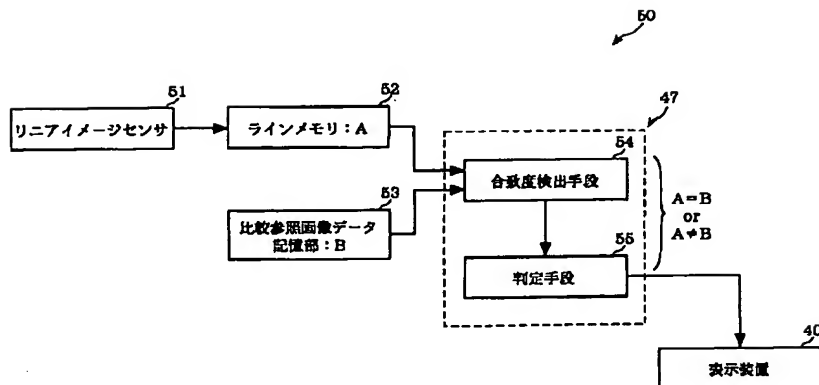 50
51
リニアイメージセンサ
52
ラインメモリ:A
47
54
合致度検出手段
53
比較参照画像データ
記憶部:B
A=B
or
A≠B
55
判定手段
40
表示装置